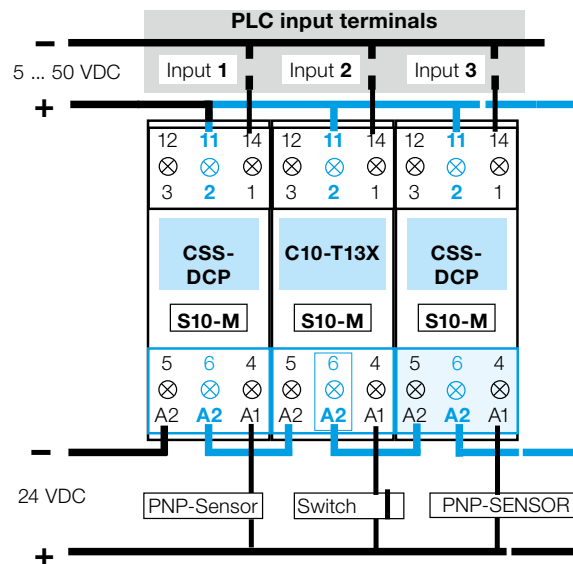 PLC input terminals
−
5 ... 50 VDC
Input 1 Input 2 Input 3
+
12 11 14 12 11 14 12 11 14
3 2 1 3 2 1 3 2 1
CSS-
DCP
C10-T13X
CSS-
DCP
S10-M S10-M S10-M
5 6 4 5 6 4 5 6 4
A2 A2 A1 A2 A2 A1 A2 A2 A1
−
24 VDC
PNP-Sensor Switch PNP-SENSOR
+